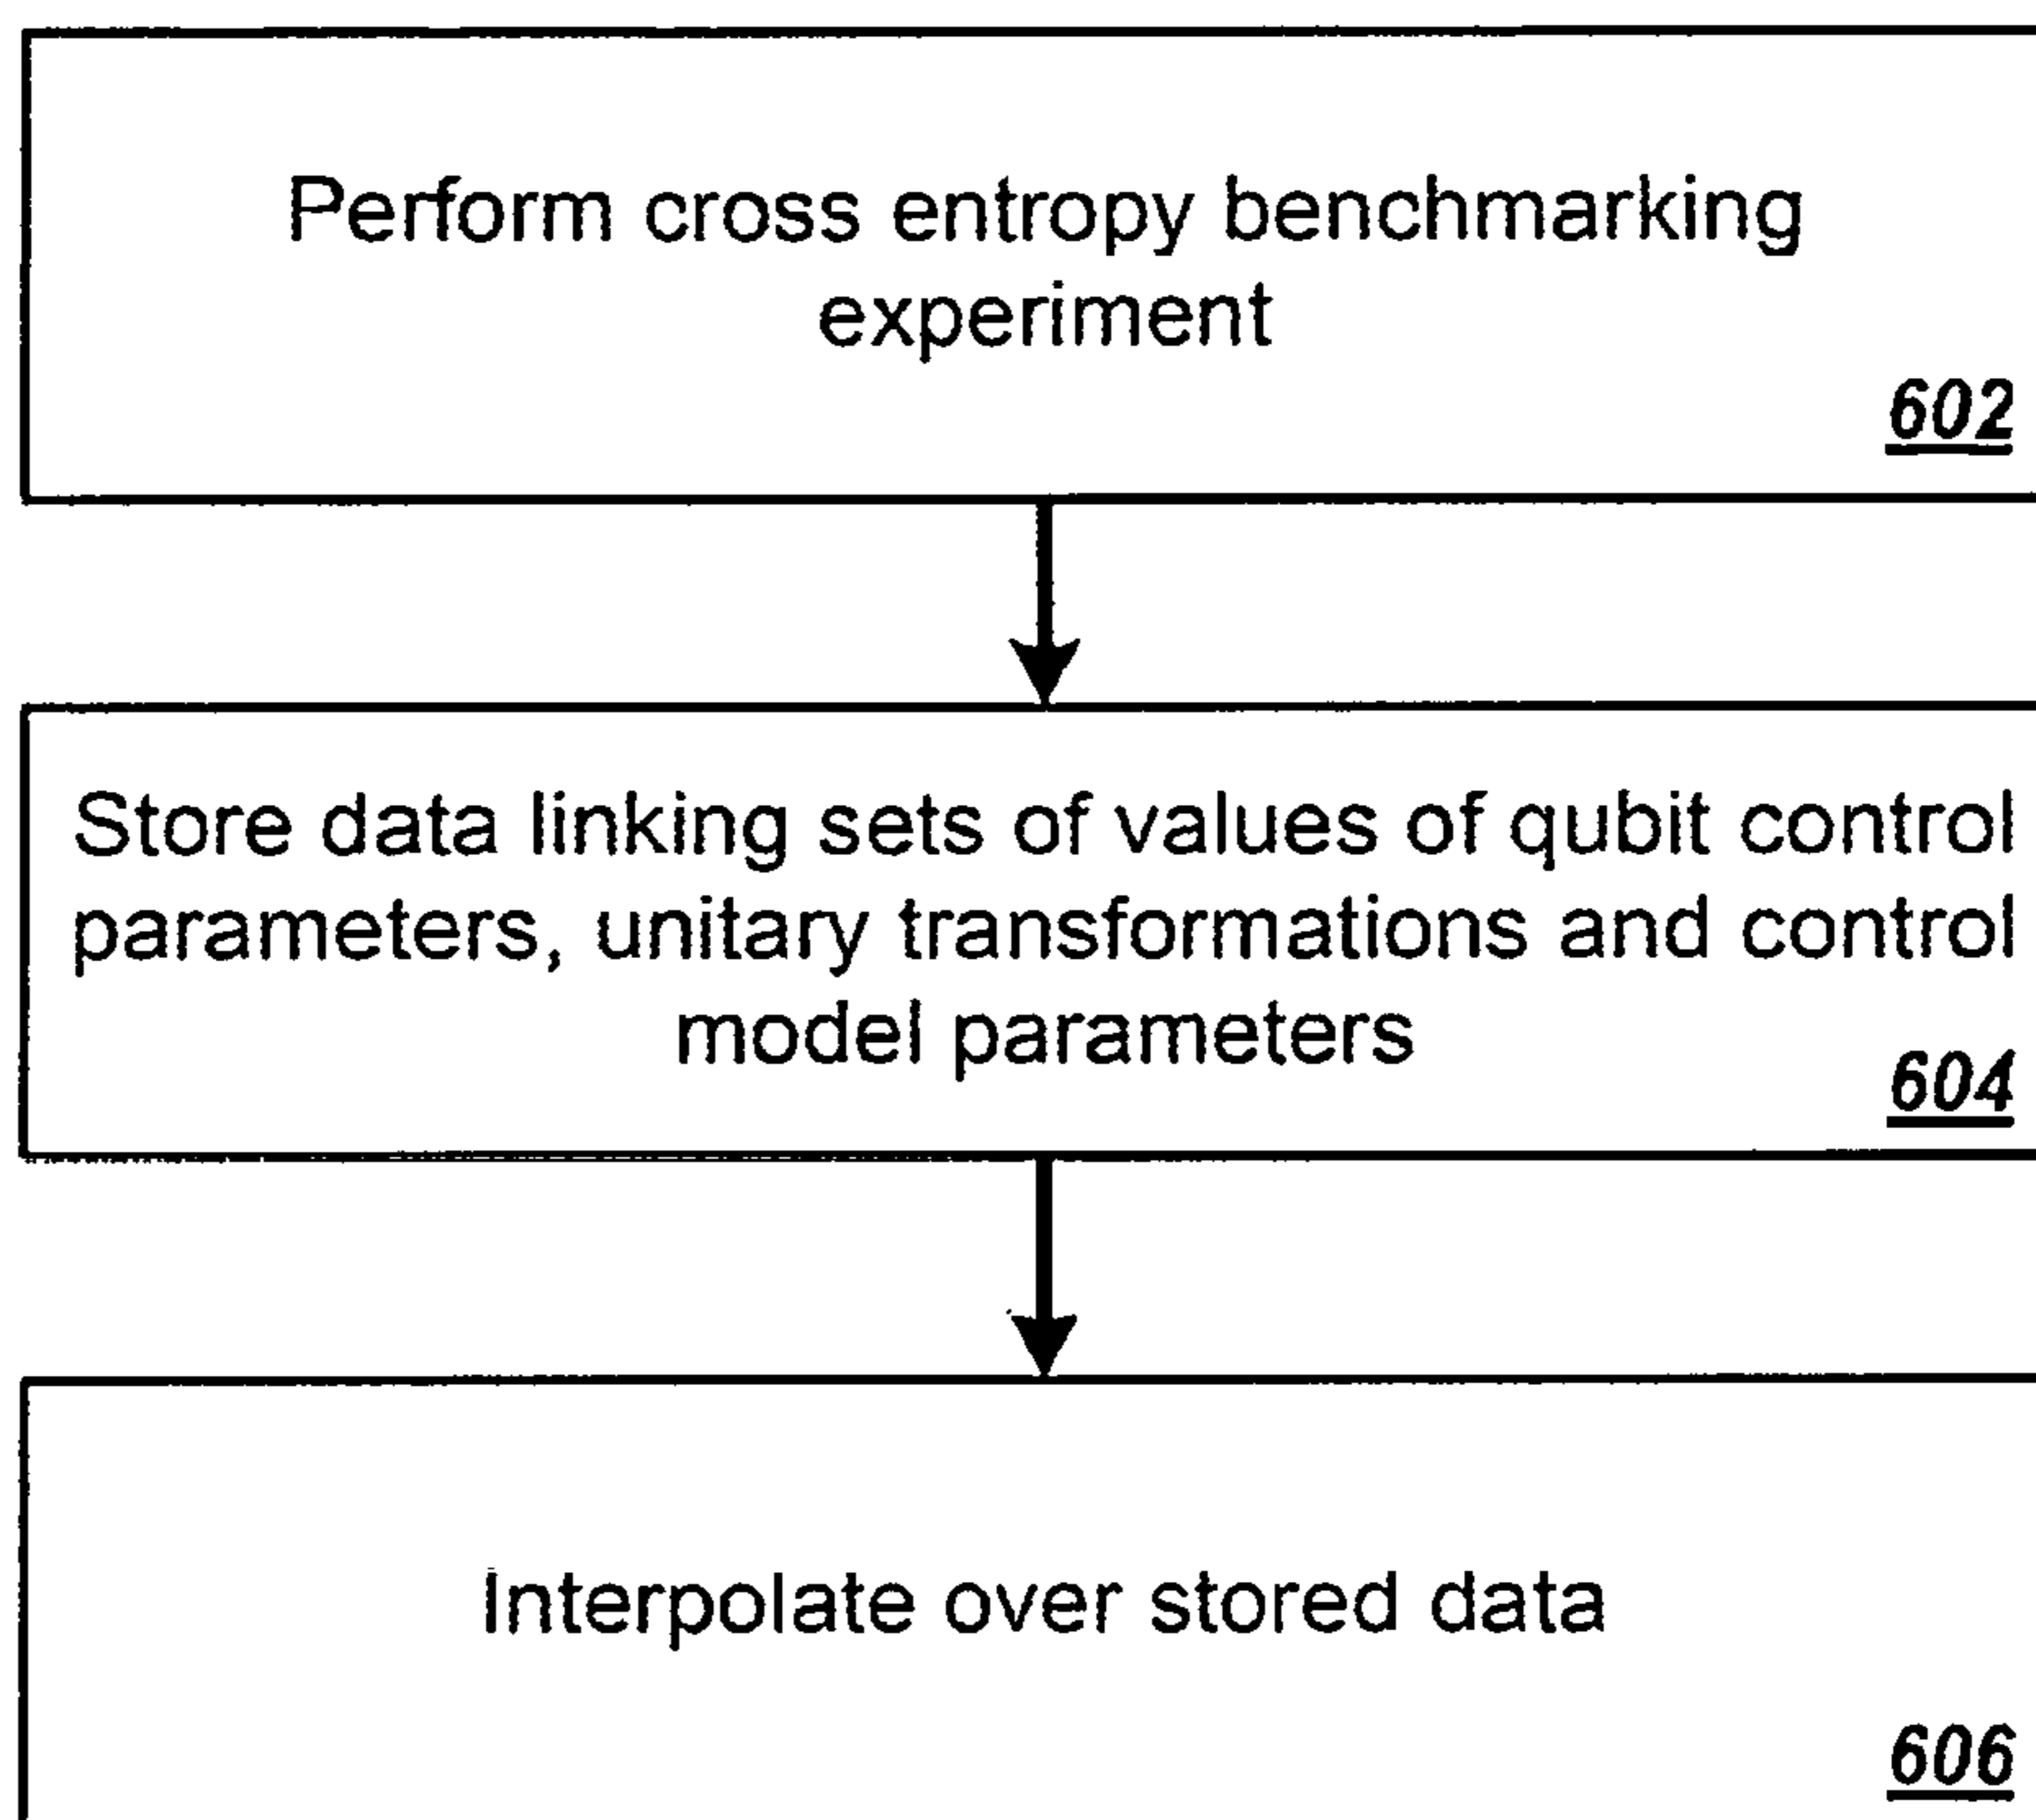 Perform cross entropy benchmarking
experiment
602
Store data linking sets of values of qubit control
parameters, unitary transformations and control
model parameters
604
Interpolate over stored data
606